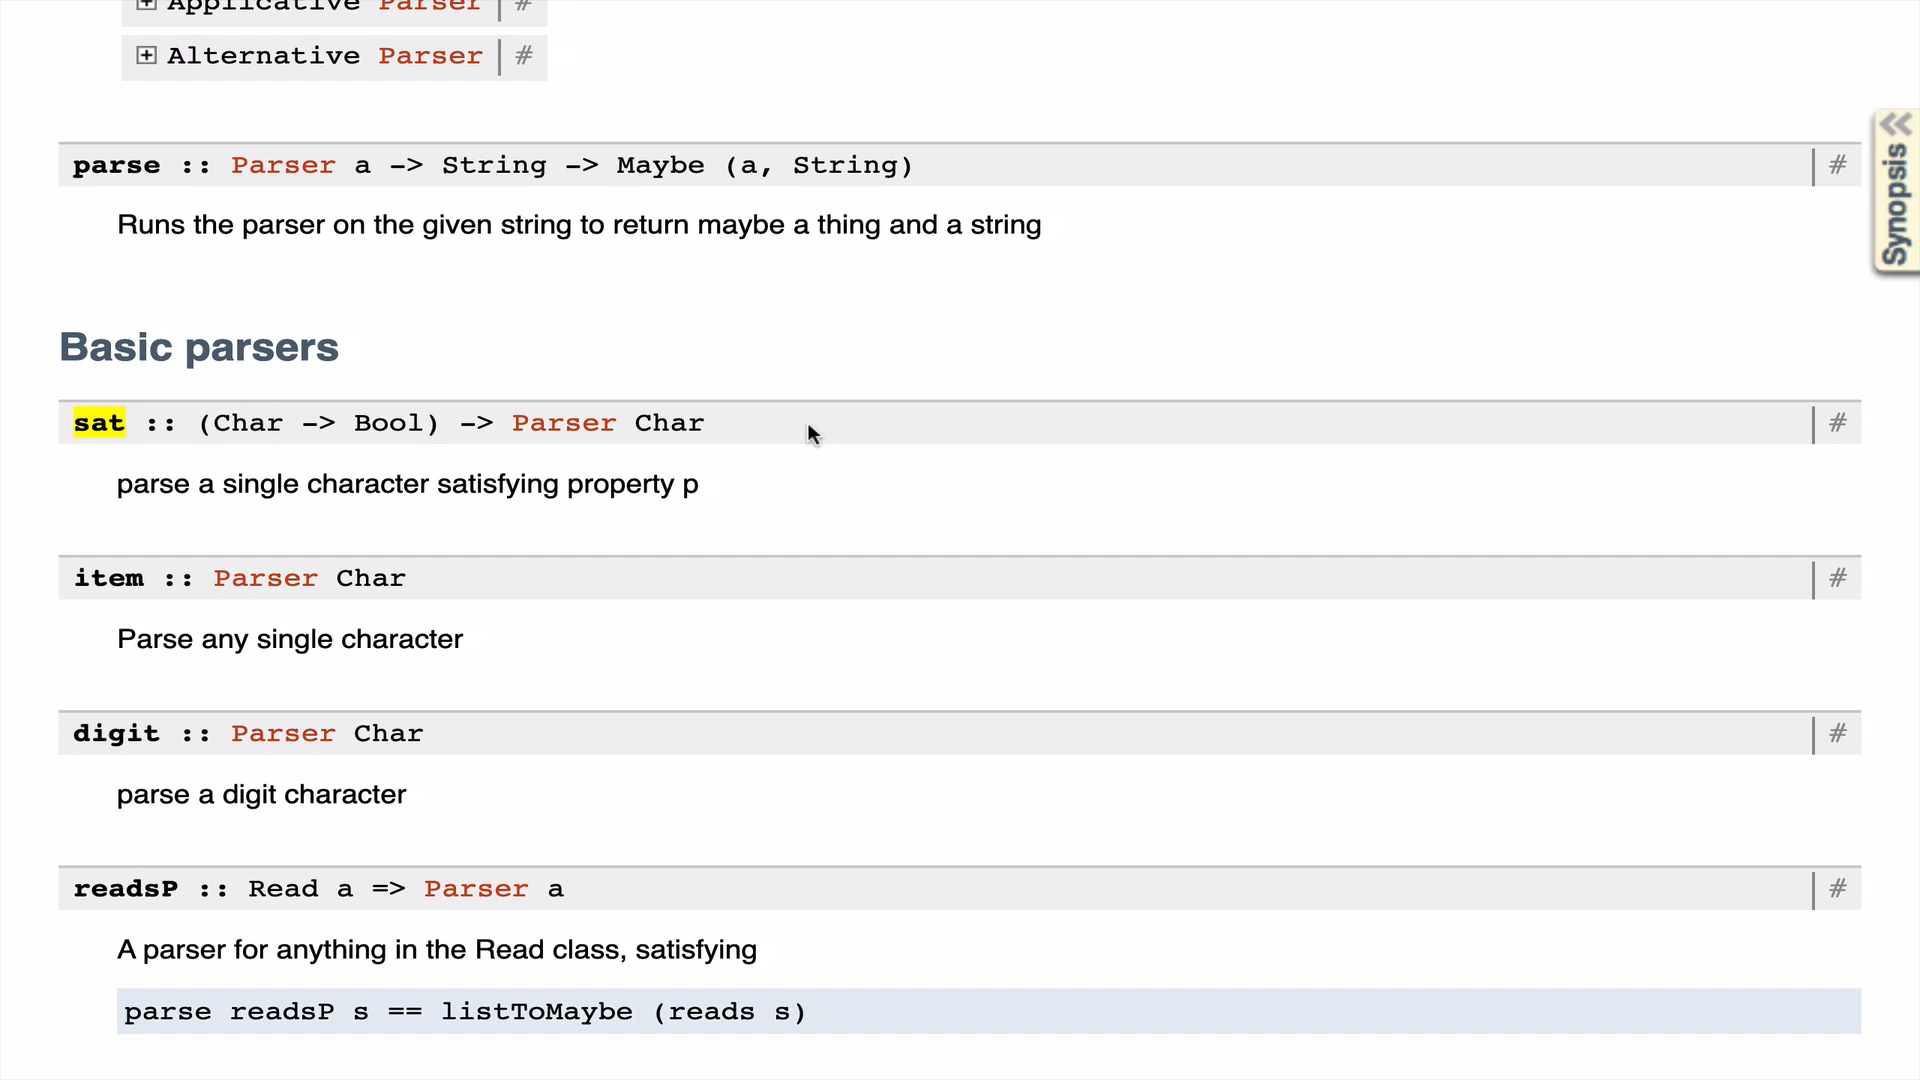 Applicative Parser #
Alternative Parser #
parse :: Parser a -> String -> Maybe (a, String) #
Runs the parser on the given string to return maybe a thing and a string
Synopsis
Basic parsers
sat :: (Char -> Bool) -> Parser Char #
parse a single character satisfying property p
item :: Parser Char #
Parse any single character
digit :: Parser Char #
parse a digit character
readsP :: Read a => Parser a #
A parser for anything in the Read class, satisfying
parse readsP s == listToMaybe (reads s)